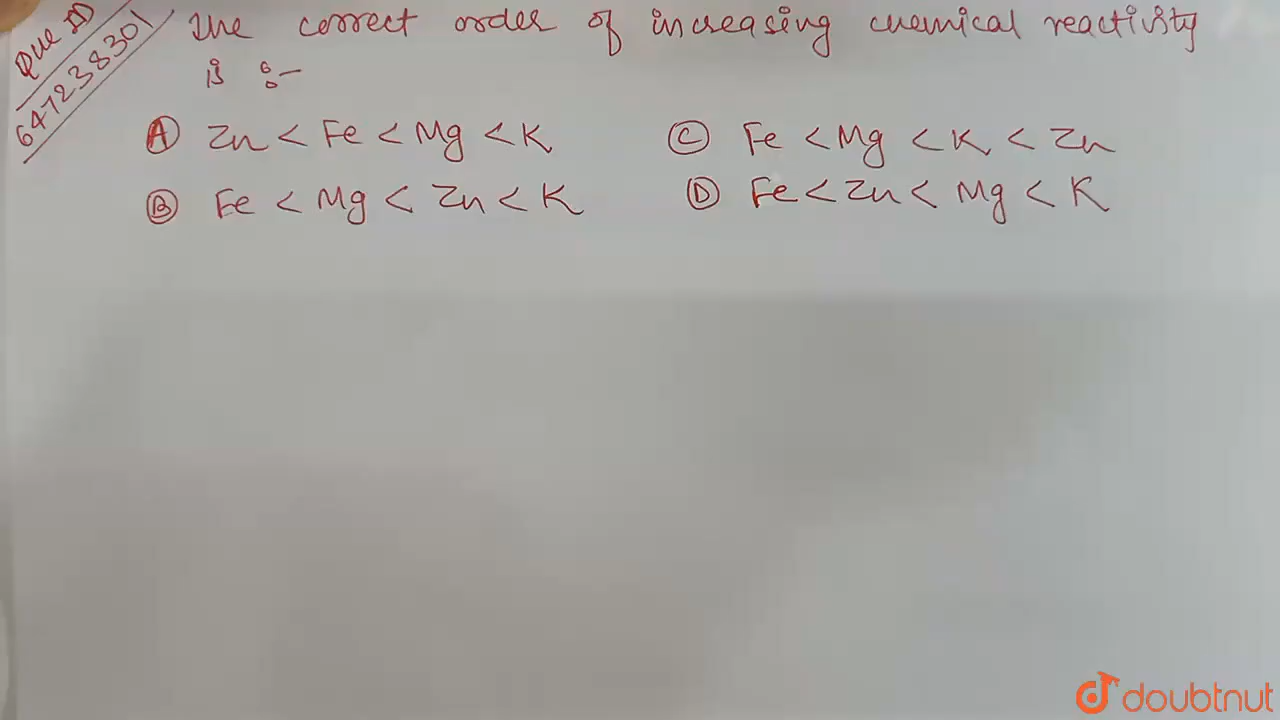 Que ID
647238301
The correct order of increasing chemical reactivity
is :-
Ⓐ Zn < Fe < Mg < K
Ⓒ Fe < Mg < K < Zn
Ⓑ Fe < Mg < Zn < K
Ⓓ Fe < Zn < Mg < K
doubtnut